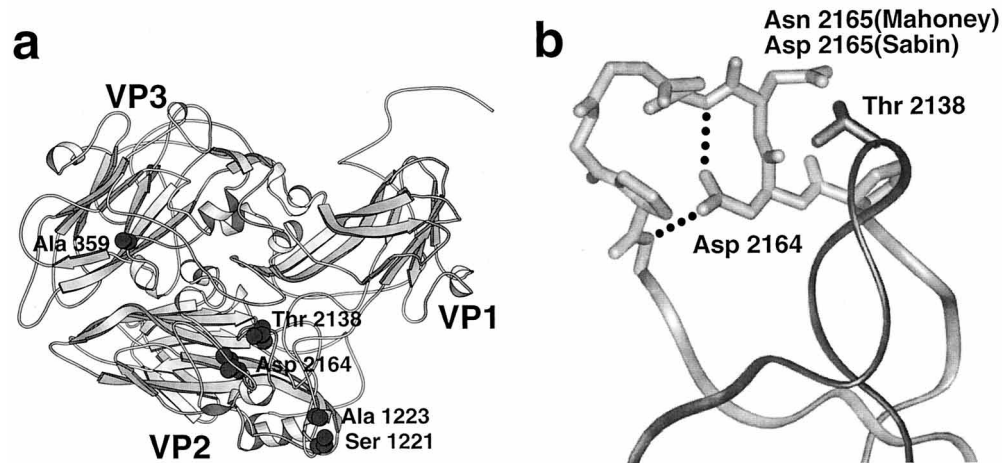 a
VP3
Ala 359
VP1
Thr 2138
Asp 2164
Ala 1223
Ser 1221
VP2
b
Asn 2165(Mahoney)
Asp 2165(Sabin)
Thr 2138
Asp 2164